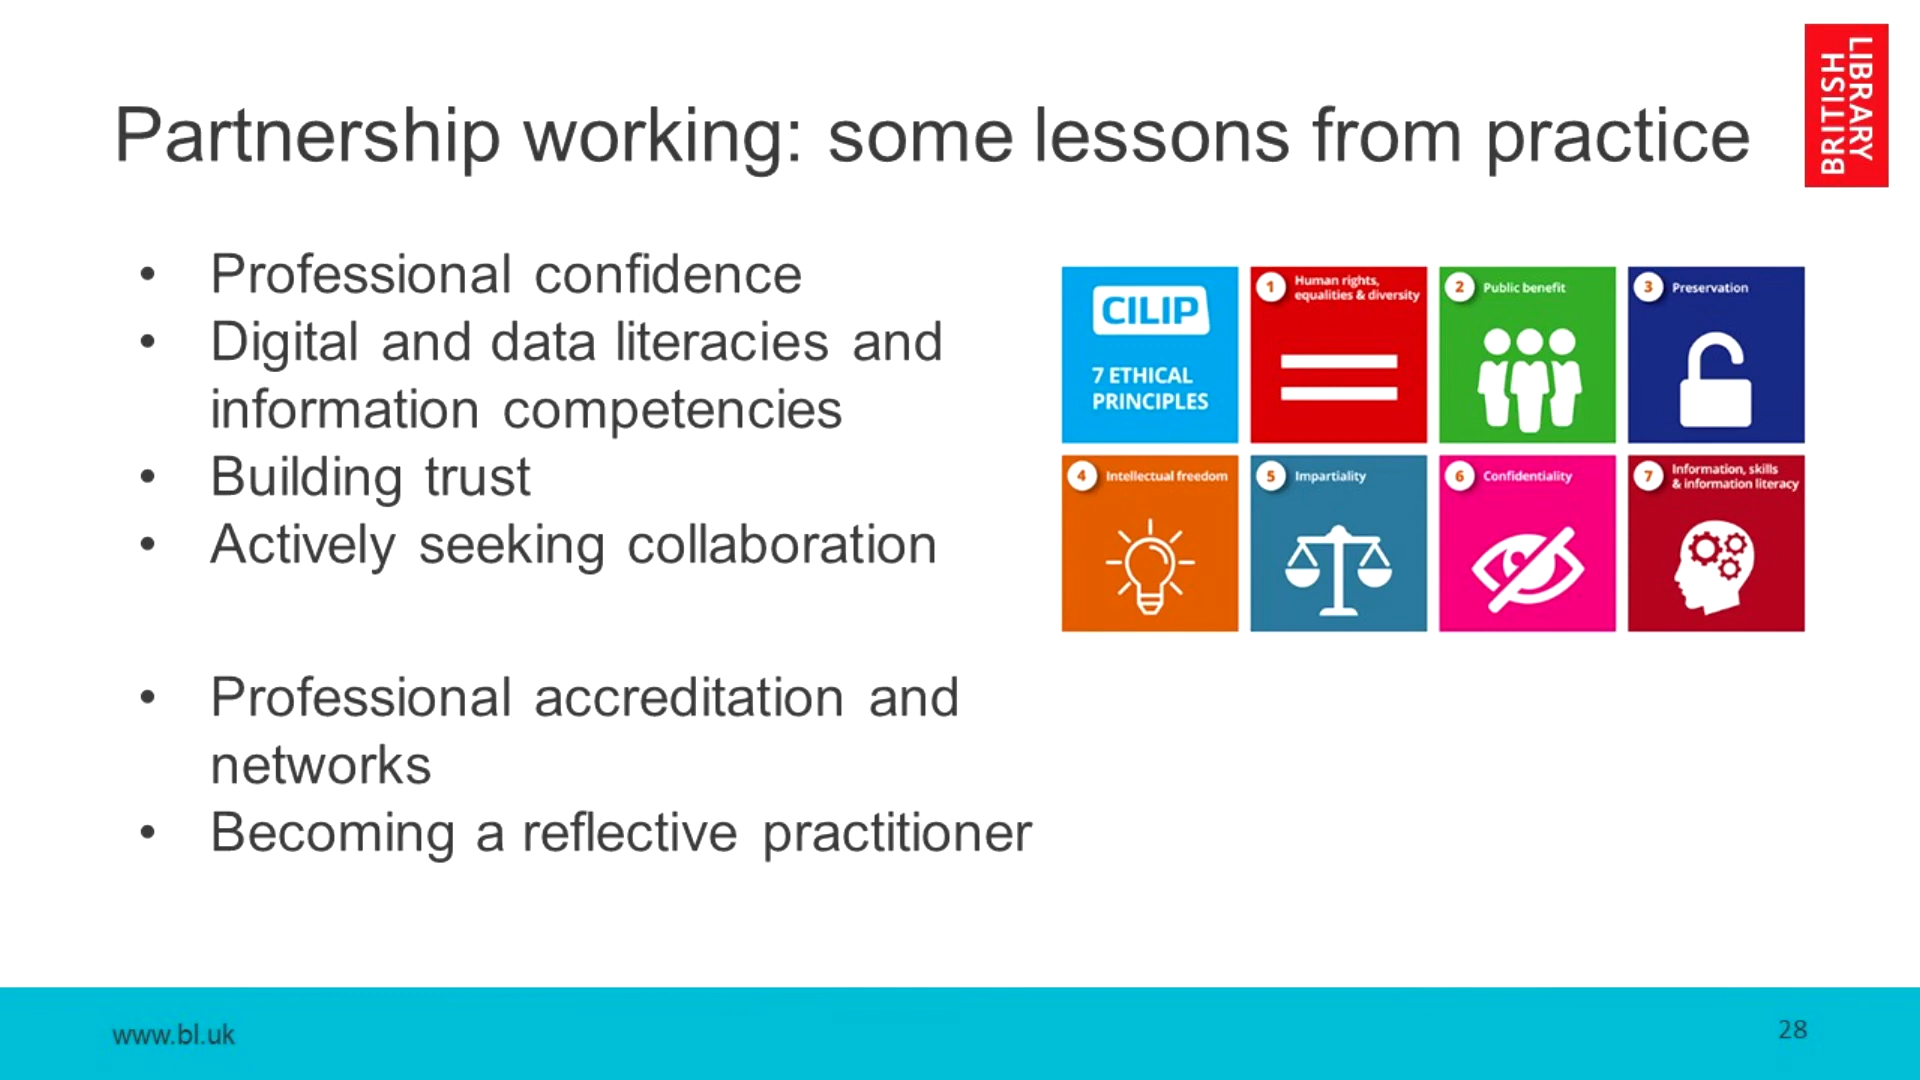 Partnership working: some lessons from practice
BRITISH
LIBRARY
• Professional confidence
• Digital and data literacies and
information competencies
• Building trust
• Actively seeking collaboration
• Professional accreditation and
networks
• Becoming a reflective practitioner
CILIP
7 ETHICAL
PRINCIPLES
1 Human rights,
equalities & diversity
2 Public benefit
3 Preservation
4 Intellectual freedom
5 Impartiality
6 Confidentiality
7 Information, skills
& information literacy
www.bl.uk
28